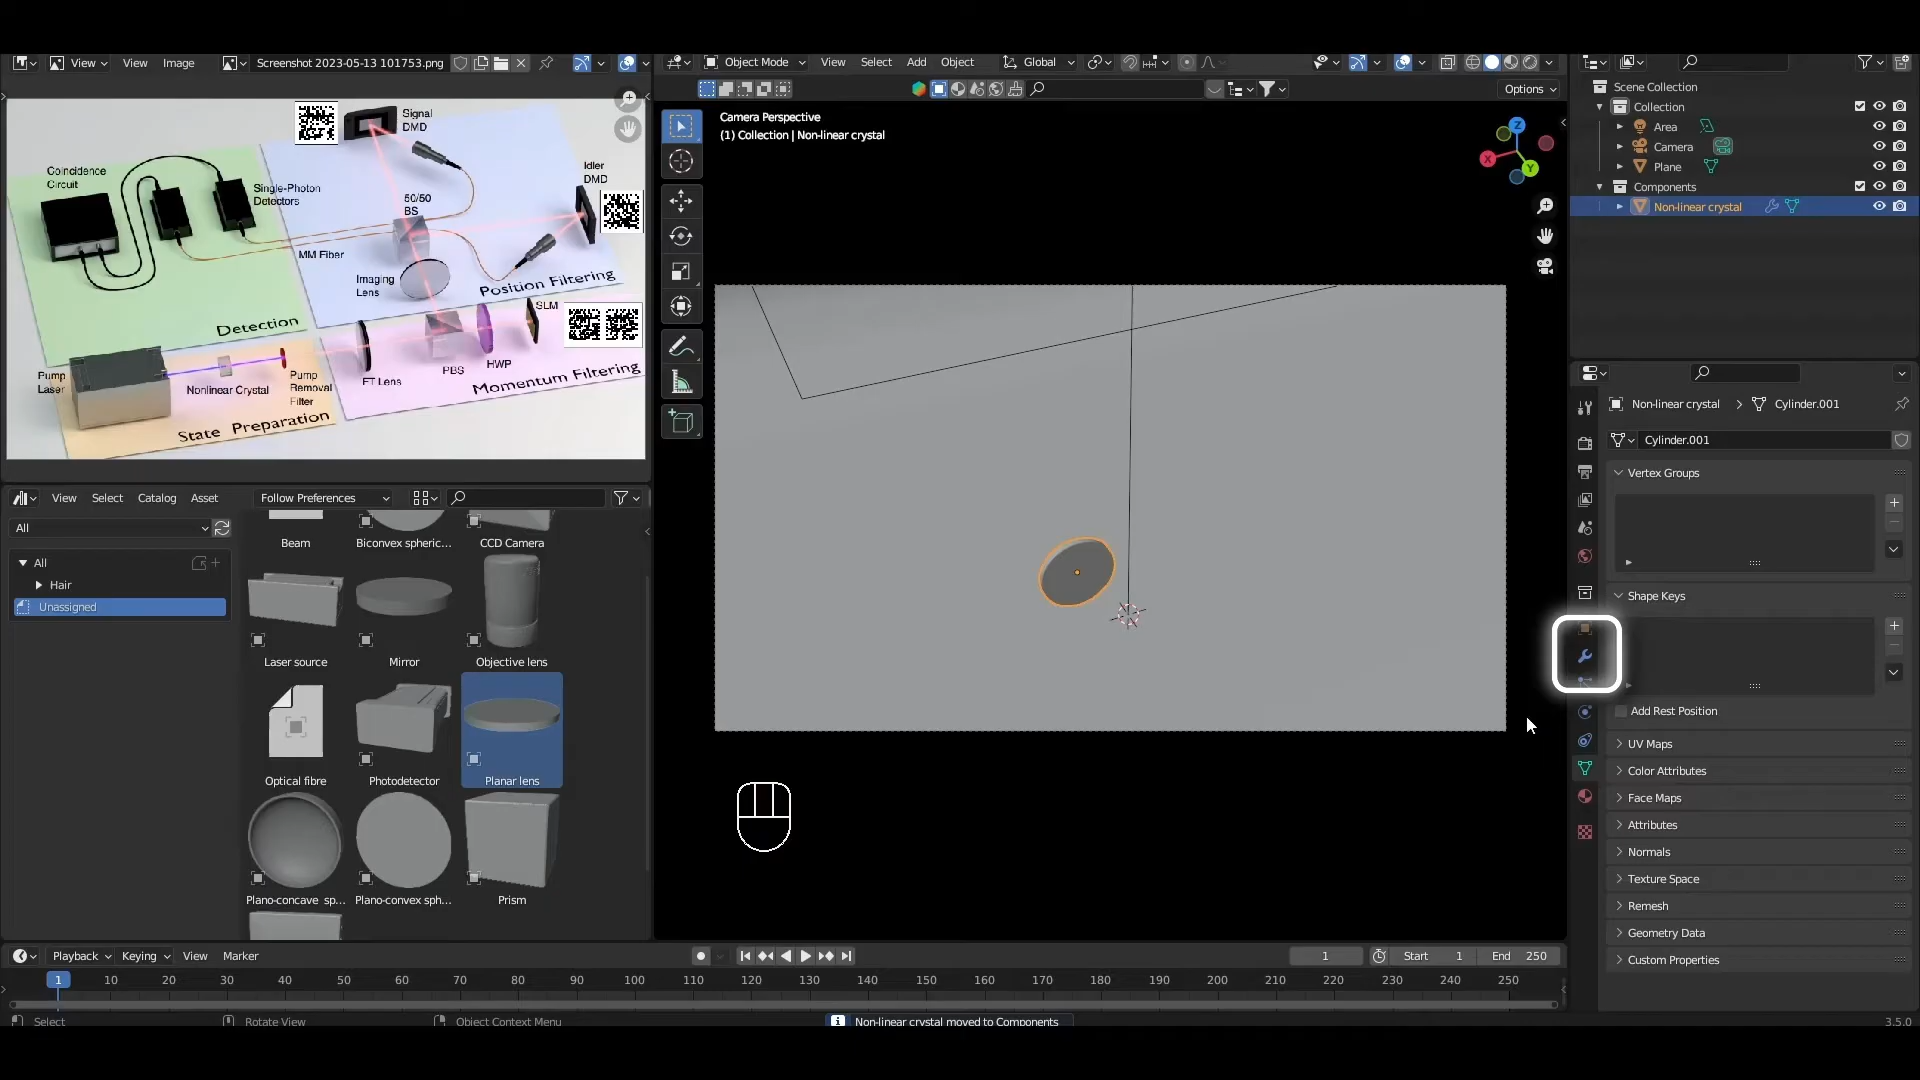 View
View
Image
Screenshot 2023-05-13 101753.png
Object Mode
View
Select
Add
Object
Global
Options
Camera Perspective
(1) Collection | Non-linear crystal
Z
X
Y
Signal
DMD
Idler
DMD
Coincidence
Circuit
Single-Photon
Detectors
50/50
BS
MM Fiber
Imaging
Lens
Position Filtering
Detection
SLM
Pump
Laser
Nonlinear Crystal
Pump
Removal
Filter
FT Lens
PBS
HWP
Momentum Filtering
State Preparation
View
Select
Catalog
Asset
Follow Preferences
All
All
Hair
Unassigned
Beam
Biconvex spheric...
CCD Camera
Laser source
Mirror
Objective lens
Optical fibre
Photodetector
Planar lens
Plano-concave sp...
Plano-convex sph...
Prism
Scene Collection
Collection
Area
Camera
Plane
Components
Non-linear crystal
Non-linear crystal
Cylinder.001
Cylinder.001
Vertex Groups
Shape Keys
Add Rest Position
UV Maps
Color Attributes
Face Maps
Attributes
Normals
Texture Space
Remesh
Geometry Data
Custom Properties
Playback
Keying
View
Marker
1
Start 1
End 250
1 10 20 30 40 50 60 70 80 90 100 110 120 130 140 150 160 170 180 190 200 210 220 230 240 250
Select
Rotate View
Object Context Menu
Non-linear crystal moved to Components
3.5.0